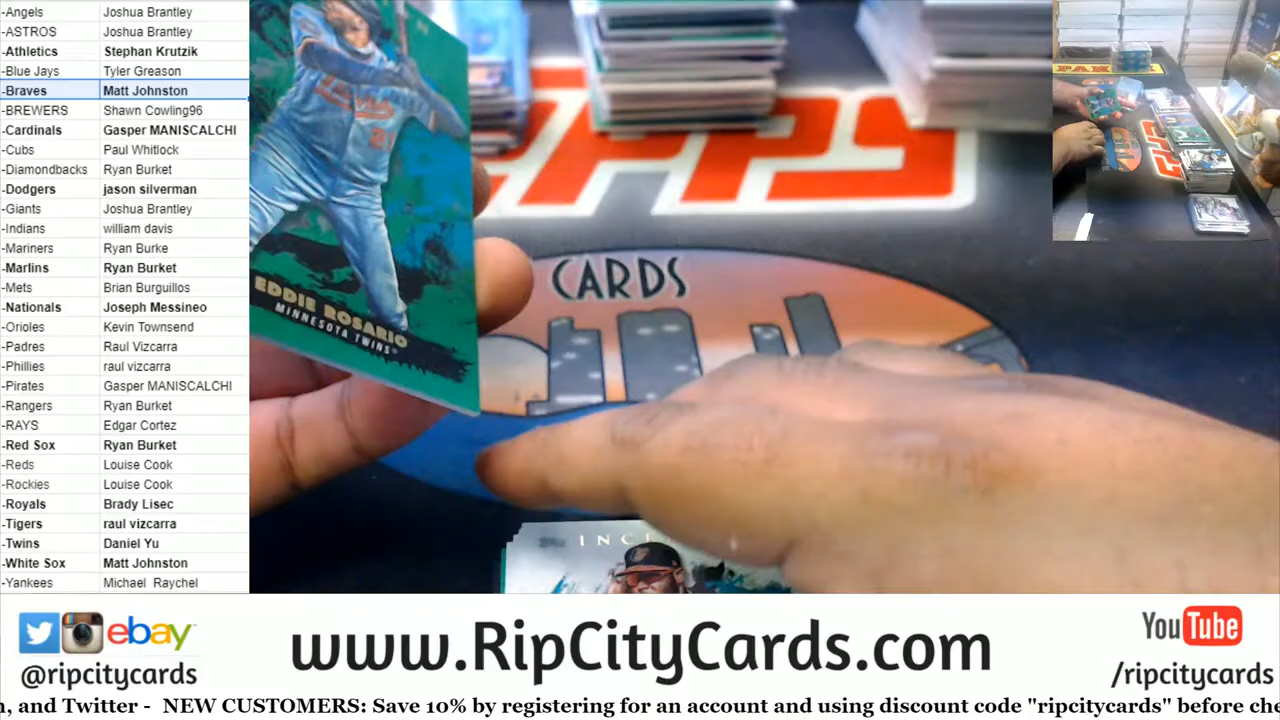 -Angels Joshua Brantley
-ASTROS Joshua Brantley
-Athletics Stephan Krutzik
-Blue Jays Tyler Greason
-Braves Matt Johnston
-BREWERS Shawn Cowling96
-Cardinals Gasper MANISCALCHI
-Cubs Paul Whitlock
-Diamondbacks Ryan Burket
-Dodgers jason silverman
-Giants Joshua Brantley
-Indians william davis
-Mariners Ryan Burke
-Marlins Ryan Burket
-Mets Brian Burguillos
-Nationals Joseph Messineo
-Orioles Kevin Townsend
-Padres Raul Vizcarra
-Phillies raul vizcarra
-Pirates Gasper MANISCALCHI
-Rangers Ryan Burket
-RAYS Edgar Cortez
-Red Sox Ryan Burket
-Reds Louise Cook
-Rockies Louise Cook
-Royals Brady Lisec
-Tigers raul vizcarra
-Twins Daniel Yu
-White Sox Matt Johnston
-Yankees Michael Raychel
EDDIE ROSARIO
MINNESOTA TWINS
CARDS
INC
ebay
@ripcitycards
www.RipCityCards.com
YouTube
/ripcitycards
, and Twitter - NEW CUSTOMERS: Save 10% by registering for an account and using discount code "ripcitycards" before